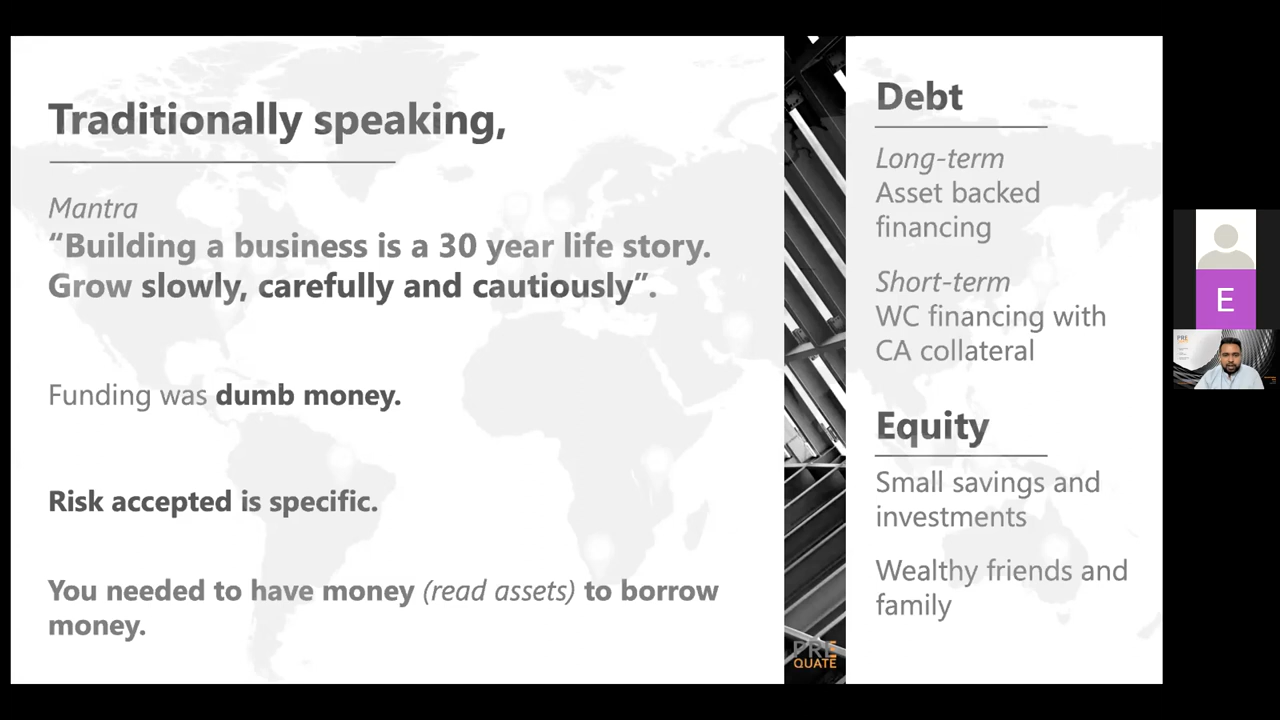 Traditionally speaking,
Mantra
“Building a business is a 30 year life story.
Grow slowly, carefully and cautiously”.
Funding was dumb money.
Risk accepted is specific.
You needed to have money (read assets) to borrow
money.
PRE
QUATE
Debt
Long-term
Asset backed
financing
Short-term
WC financing with
CA collateral
Equity
Small savings and
investments
Wealthy friends and
family
E
PRE